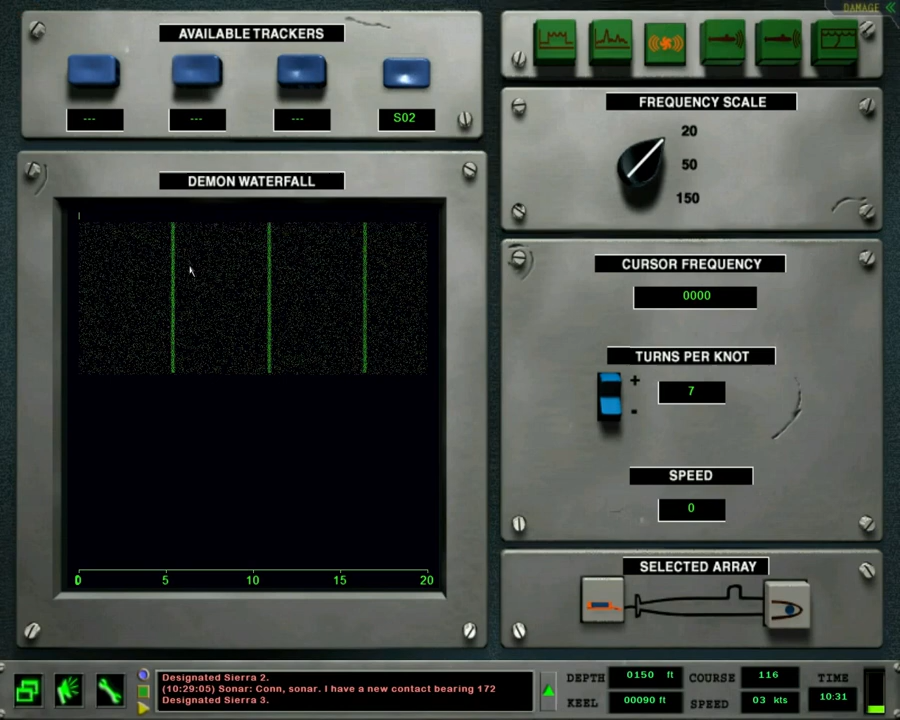 DAMAGE
AVAILABLE TRACKERS
---
---
---
S02
FREQUENCY SCALE
20
50
150
DEMON WATERFALL
0
5
10
15
20
CURSOR FREQUENCY
0000
TURNS PER KNOT
+
7
-
SPEED
0
SELECTED ARRAY
Designated Sierra 2.
(10:29:05) Sonar: Conn, sonar. I have a new contact bearing 172
Designated Sierra 3.
DEPTH 0150 ft COURSE 116 TIME
KEEL 00090 ft SPEED 03 kts 10:31